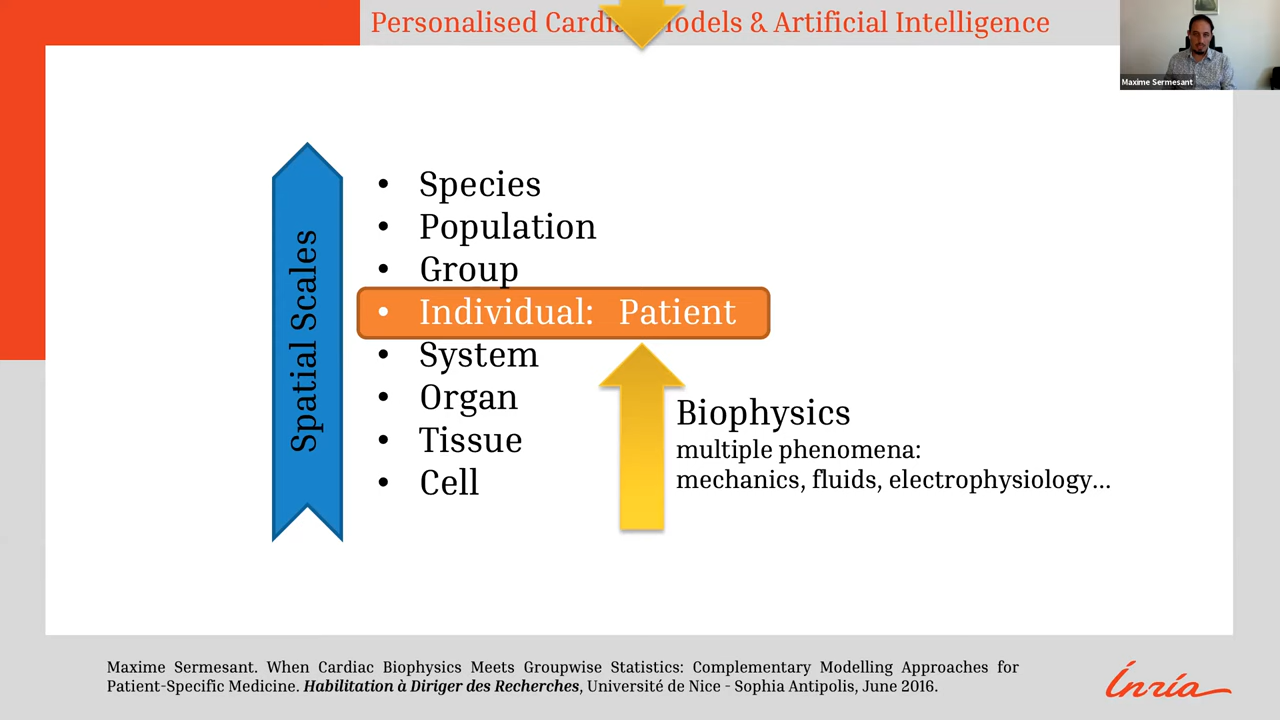 Personalised Cardiac Models & Artificial Intelligence
Maxime Sermesant
Spatial Scales
• Species
• Population
• Group
• Individual: Patient
• System
• Organ
• Tissue
• Cell
Biophysics
multiple phenomena:
mechanics, fluids, electrophysiology...
Maxime Sermesant. When Cardiac Biophysics Meets Groupwise Statistics: Complementary Modelling Approaches for
Patient-Specific Medicine. Habilitation à Diriger des Recherches, Université de Nice - Sophia Antipolis, June 2016.
Inria